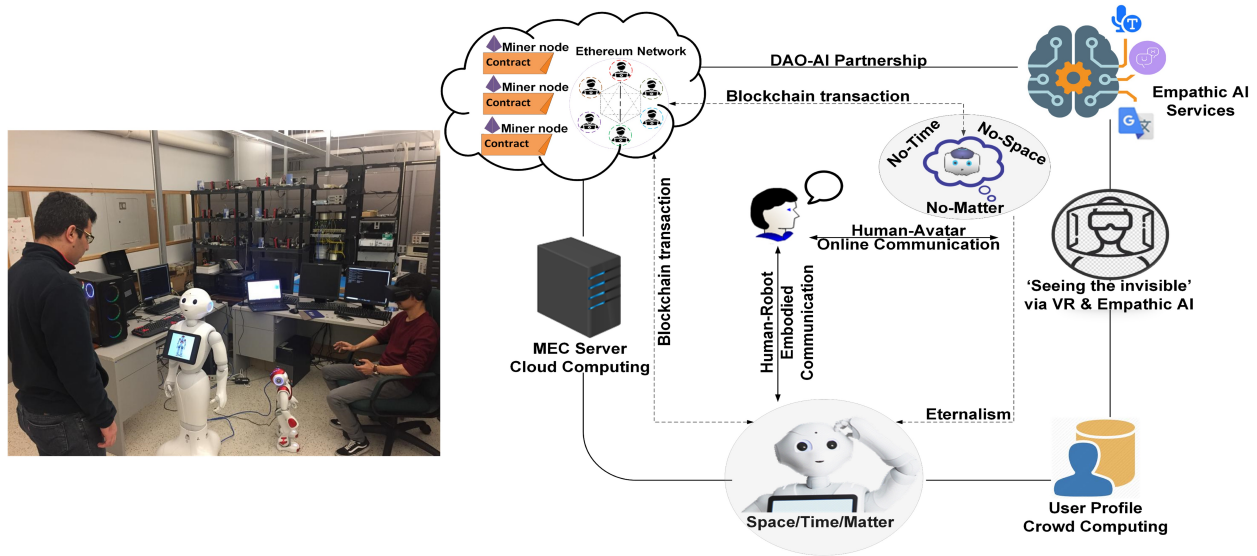 Miner node
Contract
Miner node
Contract
Miner node
Contract
Ethereum Network
DAO-AI Partnership
T
Empathic AI
Services
G
文
Blockchain transaction
No-Time
No-Space
No-Matter
Human-Avatar
Online Communication
Blockchain transaction
Human-Robot
Embodied
Communication
MEC Server
Cloud Computing
'Seeing the invisible'
via VR & Empathic AI
Eternalism
Space/Time/Matter
User Profile
Crowd Computing